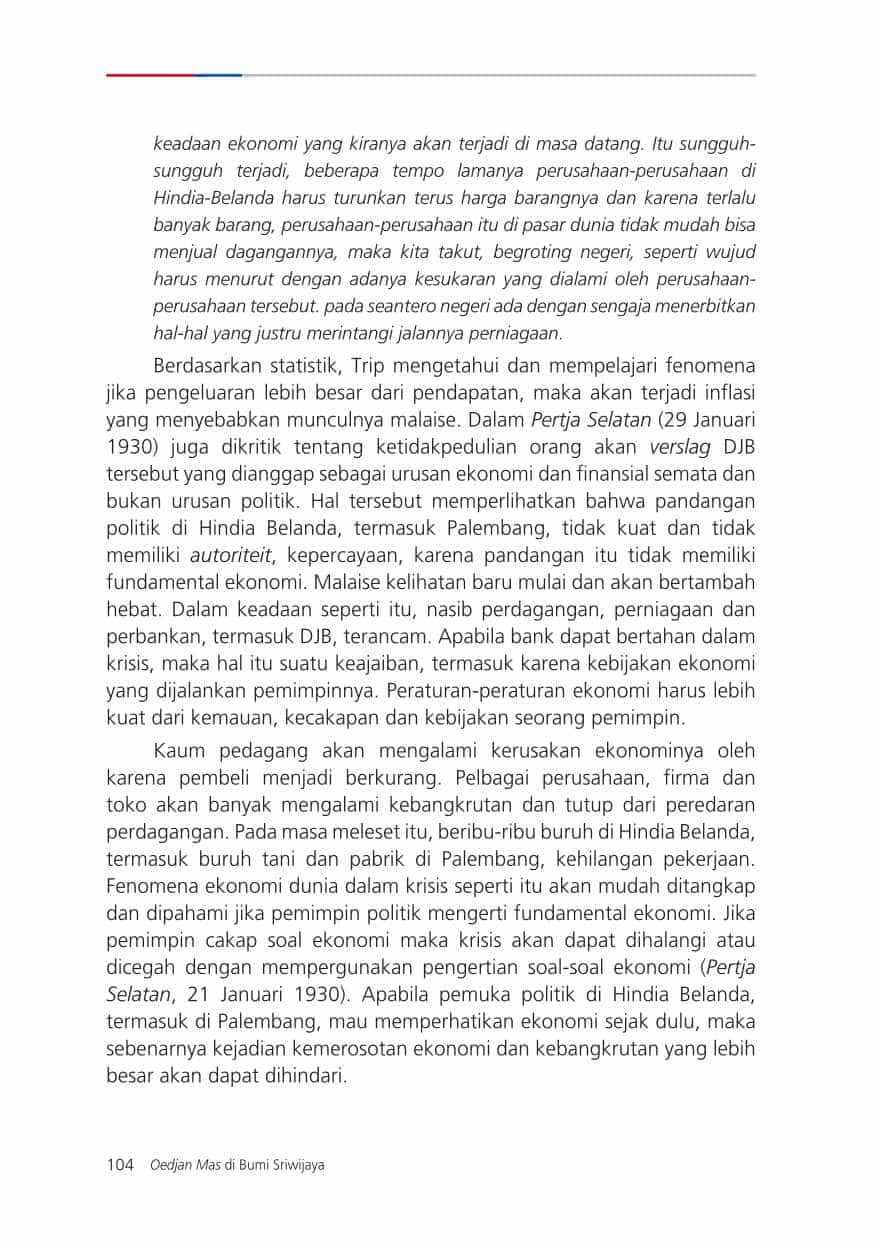 keadaan ekonomi yang kiranya akan terjadi di masa datang. Itu sungguh-
sungguh terjadi, beberapa tempo lamanya perusahaan-perusahaan di
Hindia-Belanda harus turunkan terus harga barangnya dan karena terlalu
banyak barang, perusahaan-perusahaan itu di pasar dunia tidak mudah bisa
menjual dagangannya, maka kita takut, begroting negeri, seperti wujud
harus menurut dengan adanya kesukaran yang dialami oleh perusahaan-
perusahaan tersebut. pada seantero negeri ada dengan sengaja menerbitkan
hal-hal yang justru merintangi jalannya perniagaan.
Berdasarkan statistik, Trip mengetahui dan mempelajari fenomena
jika pengeluaran lebih besar dari pendapatan, maka akan terjadi inflasi
yang menyebabkan munculnya malaise. Dalam Pertja Selatan (29 Januari
1930) juga dikritik tentang ketidakpedulian orang akan verslag DJB
tersebut yang dianggap sebagai urusan ekonomi dan finansial semata dan
bukan urusan politik. Hal tersebut memperlihatkan bahwa pandangan
politik di Hindia Belanda, termasuk Palembang, tidak kuat dan tidak
memiliki autoriteit, kepercayaan, karena pandangan itu tidak memiliki
fundamental ekonomi. Malaise kelihatan baru mulai dan akan bertambah
hebat. Dalam keadaan seperti itu, nasib perdagangan, perniagaan dan
perbankan, termasuk DJB, terancam. Apabila bank dapat bertahan dalam
krisis, maka hal itu suatu keajaiban, termasuk karena kebijakan ekonomi
yang dijalankan pemimpinnya. Peraturan-peraturan ekonomi harus lebih
kuat dari kemauan, kecakapan dan kebijakan seorang pemimpin.
Kaum pedagang akan mengalami kerusakan ekonominya oleh
karena pembeli menjadi berkurang. Pelbagai perusahaan, firma dan
toko akan banyak mengalami kebangkrutan dan tutup dari peredaran
perdagangan. Pada masa meleset itu, beribu-ribu buruh di Hindia Belanda,
termasuk buruh tani dan pabrik di Palembang, kehilangan pekerjaan.
Fenomena ekonomi dunia dalam krisis seperti itu akan mudah ditangkap
dan dipahami jika pemimpin politik mengerti fundamental ekonomi. Jika
pemimpin cakap soal ekonomi maka krisis akan dapat dihalangi atau
dicegah dengan mempergunakan pengertian soal-soal ekonomi (Pertja
Selatan, 21 Januari 1930). Apabila pemuka politik di Hindia Belanda,
termasuk di Palembang, mau memperhatikan ekonomi sejak dulu, maka
sebenarnya kejadian kemerosotan ekonomi dan kebangkrutan yang lebih
besar akan dapat dihindari.
104 Oedjan Mas di Bumi Sriwijaya